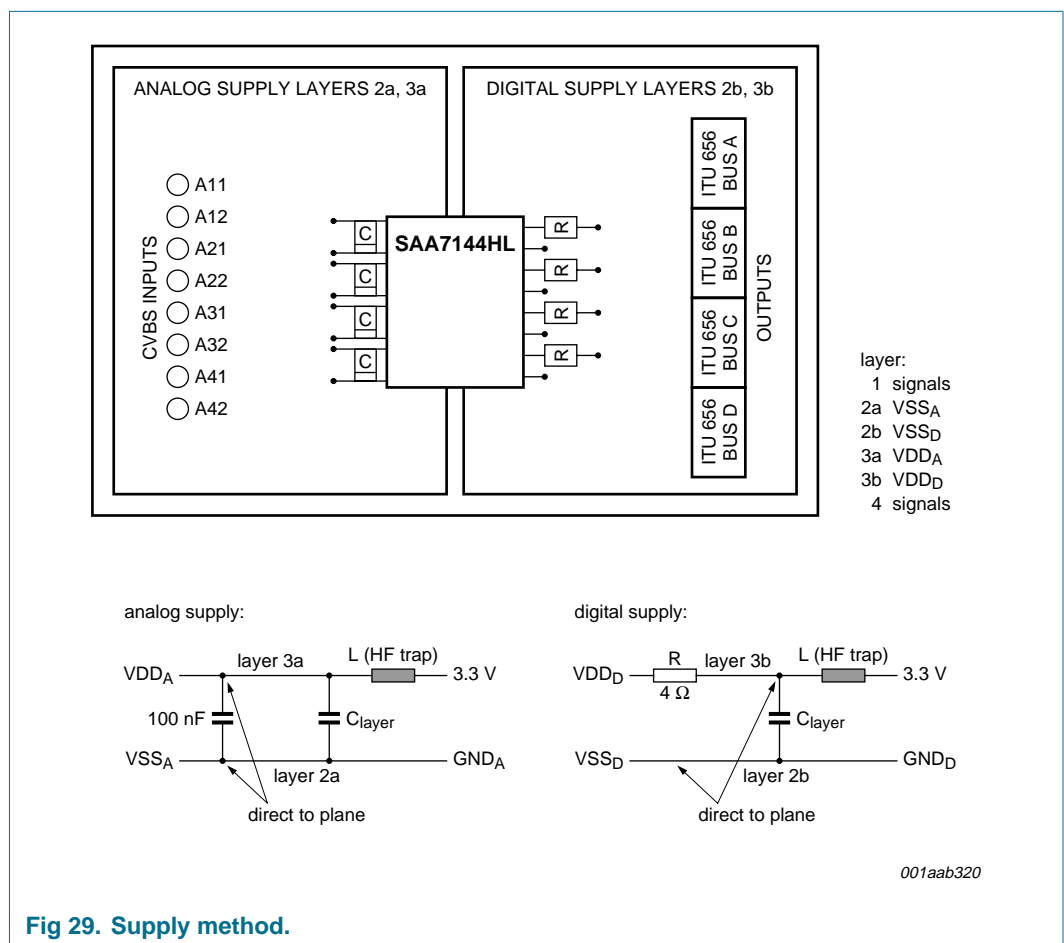 ANALOG SUPPLY LAYERS 2a, 3a
DIGITAL SUPPLY LAYERS 2b, 3b
CVBS INPUTS
A11
A12
A21
A22
A31
A32
A41
A42
C
C
C
C
SAA7144HL
R
R
R
R
ITU 656
BUS A
ITU 656
BUS B
ITU 656
BUS C
ITU 656
BUS D
OUTPUTS
layer:
1 signals
2a VSSA
2b VSSD
3a VDDA
3b VDDD
4 signals
analog supply:
VDDA
layer 3a
L (HF trap)
3.3 V
100 nF
Clayer
VSSA
layer 2a
GNDA
direct to plane
digital supply:
VDDD
R
4 Ω
layer 3b
L (HF trap)
3.3 V
Clayer
VSSD
layer 2b
GNDD
direct to plane
001aab320
Fig 29. Supply method.